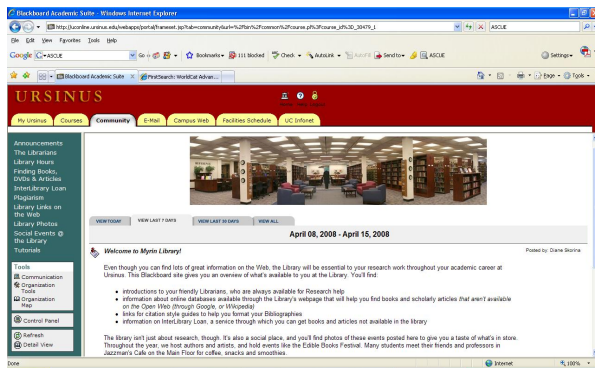 Blackboard Academic Suite - Windows Internet Explorer
http://uconline.ursinus.edu/webapps/portal/frameset.jsp?tab=community&url=%2Fbin%2Fcommon%2Fcourse.pl%3Fcourse_id%3D_30479_1
ASCUE
File Edit View Favorites Tools Help
Google ASCUE Go Bookmarks 111 blocked Check AutoLink AutoFill Send to ASCUE Settings
Blackboard Academic Suite FirstSearch: WorldCat Advan... Page Tools
URSINUS
Home Help Logout
My Ursinus Courses Community E-Mail Campus Web Facilities Schedule UC Infonet
Announcements
The Librarians
Library Hours
Finding Books,
DVDs & Articles
InterLibrary Loan
Plagiarism
Library Links on
the Web
Library Photos
Social Events @
the Library
Tutorials
Tools
Communication
Organization
Tools
Organization
Map
Control Panel
Refresh
Detail View
VIEW TODAY VIEW LAST 7 DAYS VIEW LAST 30 DAYS VIEW ALL
April 08, 2008 - April 15, 2008
Welcome to Myrin Library! Posted by: Diane Skorina
Even though you can find lots of great information on the Web, the Library will be essential to your research work throughout your academic career at
Ursinus. This Blackboard site gives you an overview of what's available to you at the Library. You'll find:
• introductions to your friendly Librarians, who are always available for Research help
• information about online databases available through the Library's webpage that will help you find books and scholarly articles that aren't available
on the Open Web (through Google, or Wikipedia)
• links for citation style guides to help you format your Bibliographies
• information on InterLibrary Loan, a service through which you can get books and articles not available in the library
The library isn't just about research, though. It's also a social place, and you'll find photos of these events posted here to give you a taste of what's in store.
Throughout the year, we host authors and artists, and hold events like the Edible Books Festival. Many students meet their friends and professors in
Jazzman's Cafe on the Main Floor for coffee, snacks and smoothies.
Done Internet 100%